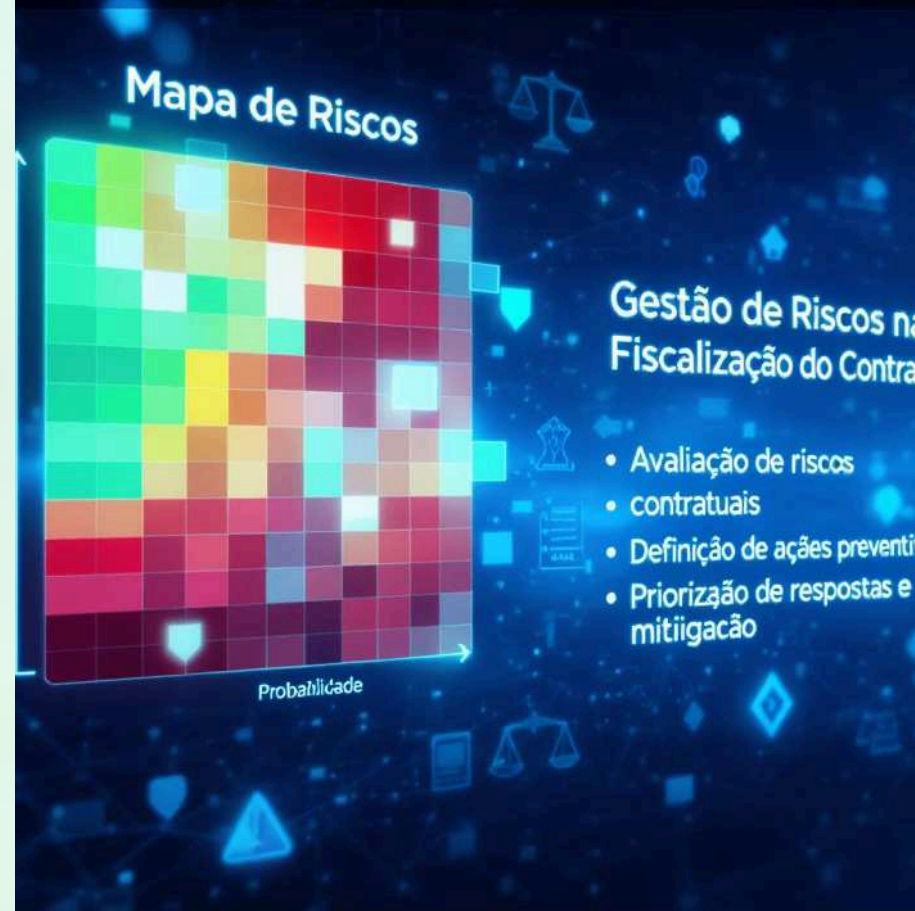 Mapa de Riscos
Gestão de Riscos na
Fiscalização do Contra
• Avaliação de riscos
• contratuais
• Definição de açães preventi
• Priorização de respostas e
mitiigacão
Probabilidade